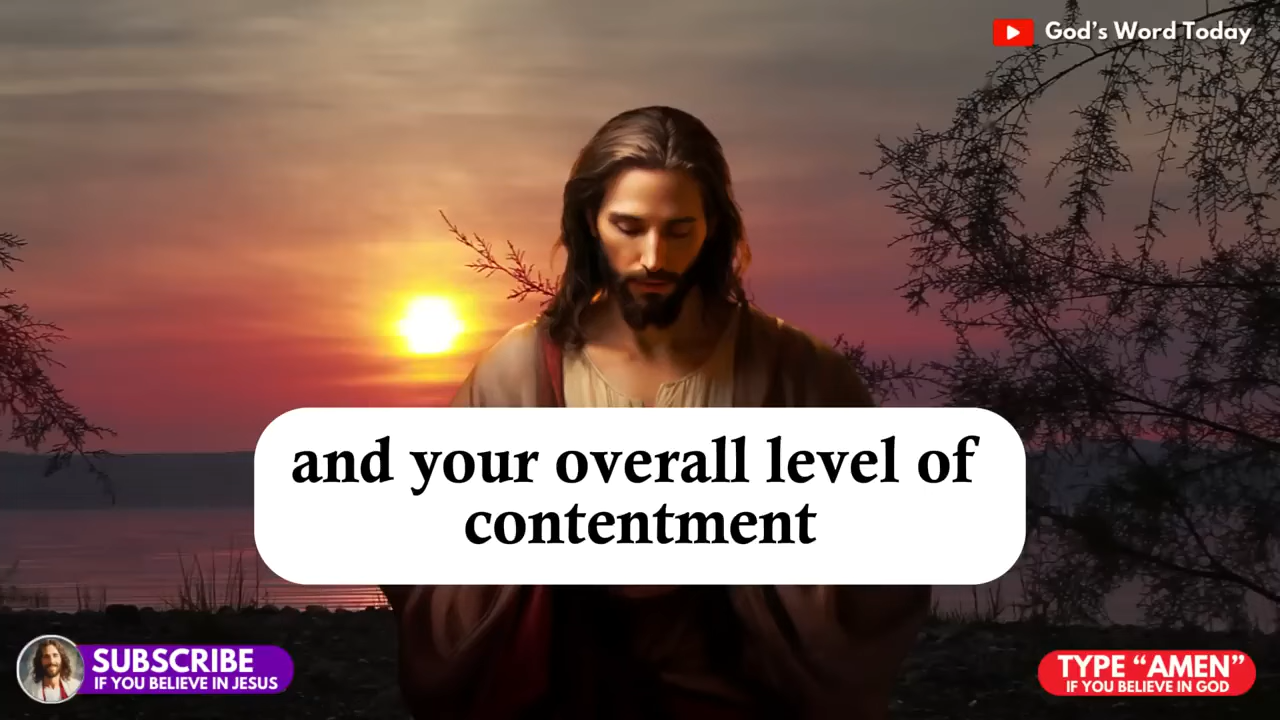 God's Word Today
and your overall level of
contentment
SUBSCRIBE
IF YOU BELIEVE IN JESUS
TYPE “AMEN”
IF YOU BELIEVE IN GOD